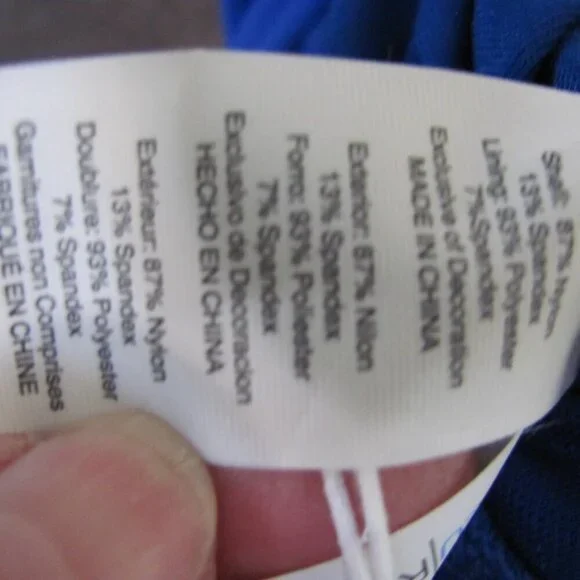 Shell: 87% Nylon
13% Spandex
Lining: 93% Polyester
7%Spandex
Exclusive of Decoration
MADE IN CHINA
Exterior: 87% Nilon
13% Spandex
Forro: 93% Poliester
7% Spandex
Exclusivo de Decoracion
HECHO EN CHINA
Extérieur: 87% Nylon
13% Spandex
Doublure: 93% Polyester
7% Spandex
Garnitures non Comprises
FABRIQUÉ EN CHINE